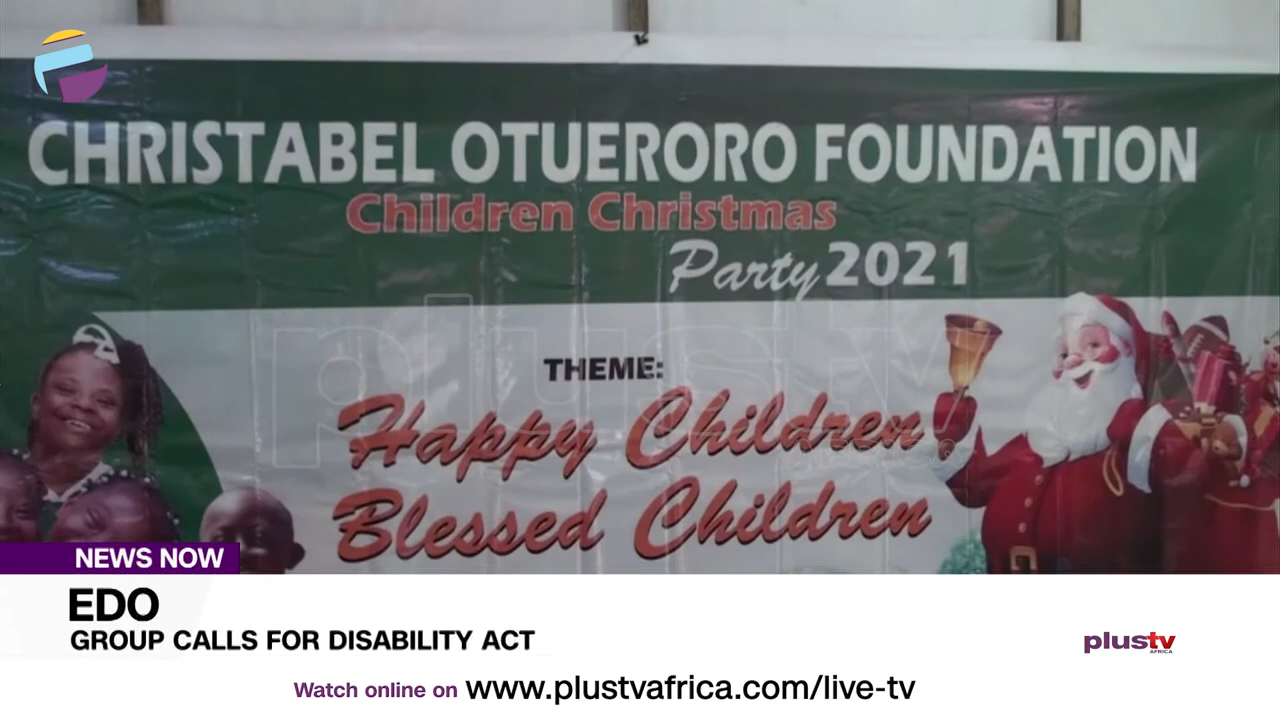 CHRISTABEL OTUERORO FOUNDATION
Children Christmas
Party 2021
THEME:
Happy Children
Blessed Children
plustv
NEWS NOW
EDO
GROUP CALLS FOR DISABILITY ACT
plustv
AFRICA
Watch online on www.plustvafrica.com/live-tv